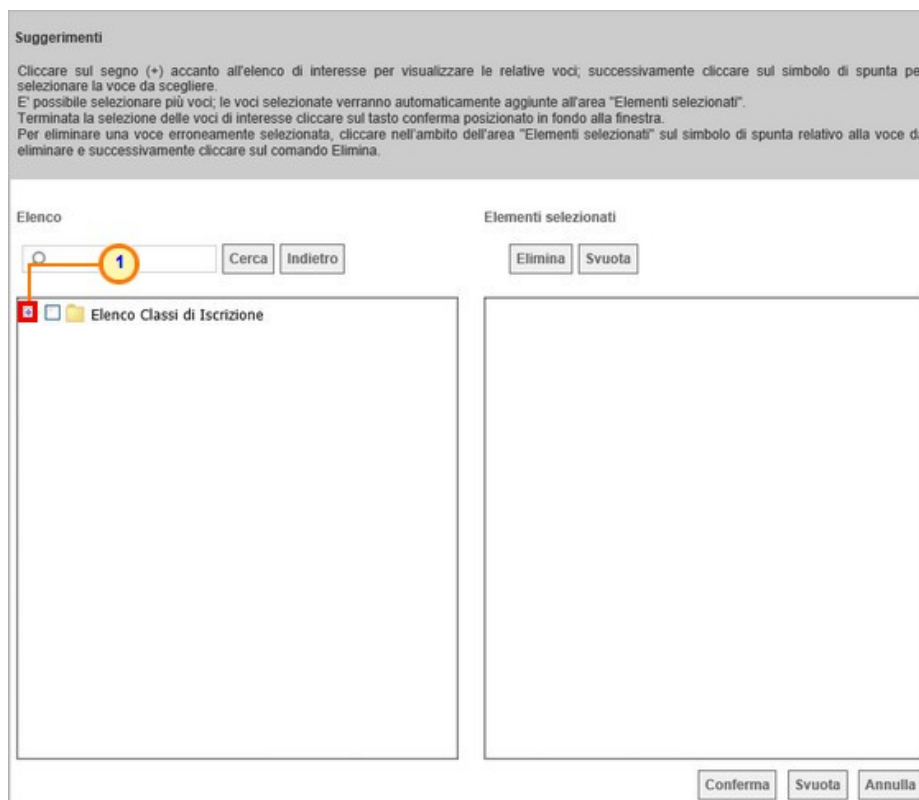 Suggerimenti
Cliccare sul segno (+) accanto all'elenco di interesse per visualizzare le relative voci; successivamente cliccare sul simbolo di spunta pe
selezionare la voce da scegliere.
E' possibile selezionare più voci; le voci selezionate verranno automaticamente aggiunte all'area "Elementi selezionati".
Terminata la selezione delle voci di interesse cliccare sul tasto conferma posizionato in fondo alla finestra.
Per eliminare una voce erroneamente selezionata, cliccare nell'ambito dell'area "Elementi selezionati" sul simbolo di spunta relativo alla voce da
eliminare e successivamente cliccare sul comando Elimina.
Elenco
Elementi selezionati
1
Cerca
Indietro
Elimina
Svuota
Elenco Classi di Iscrizione
Conferma
Svuota
Annulla